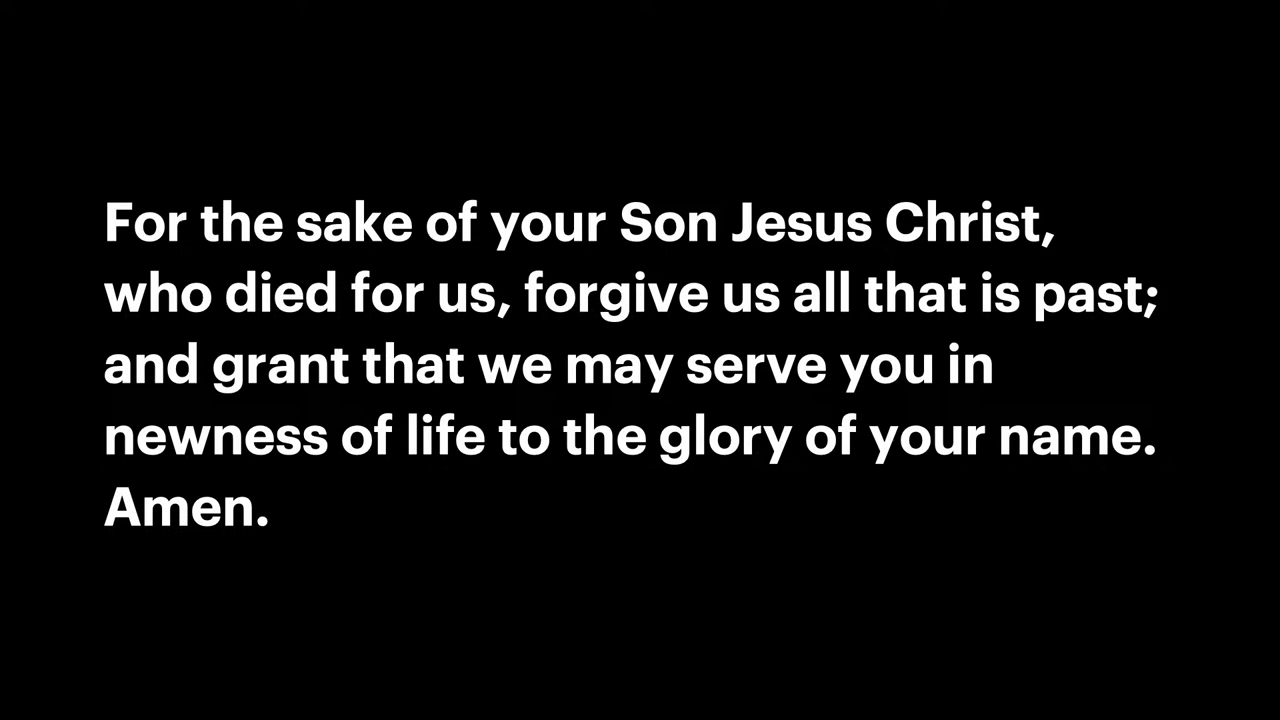 For the sake of your Son Jesus Christ,
who died for us, forgive us all that is past;
and grant that we may serve you in
newness of life to the glory of your name.
Amen.